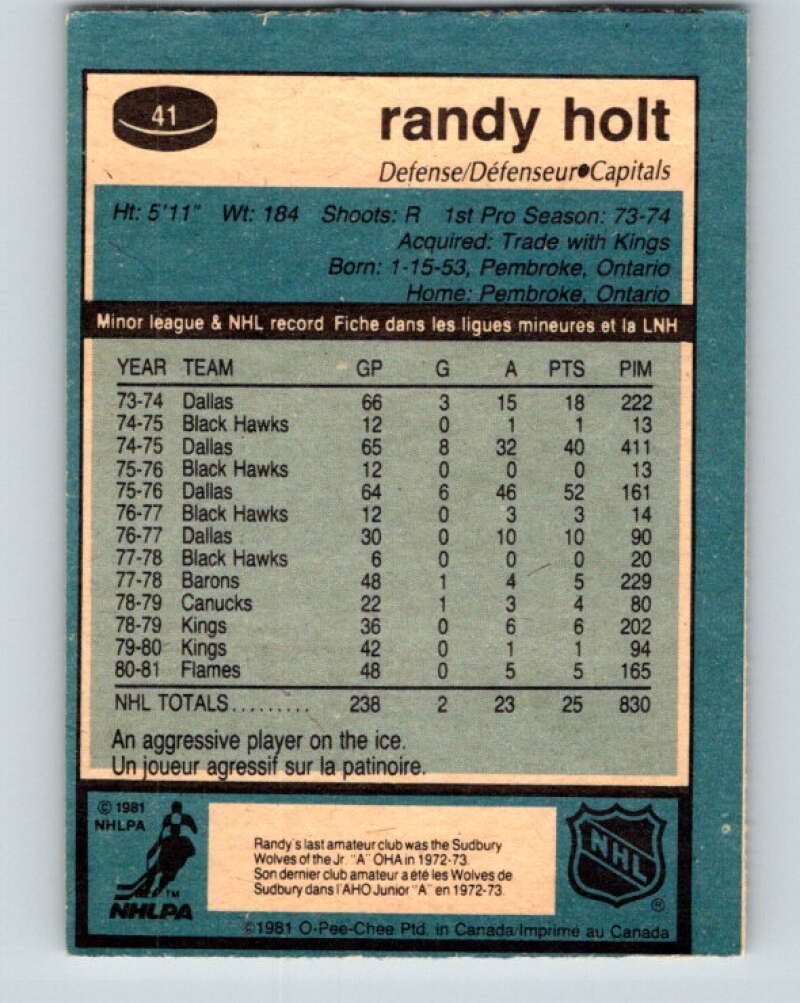 41
randy holt
Defense/Défenseur●Capitals
Ht: 5'11" Wt: 184 Shoots: R 1st Pro Season: 73-74
Acquired: Trade with Kings
Born: 1-15-53, Pembroke, Ontario
Home: Pembroke, Ontario
Minor league & NHL record Fiche dans les ligues mineures et la LNH
YEAR TEAM GP G A PTS PIM
73-74 Dallas 66 3 15 18 222
74-75 Black Hawks 12 0 1 1 13
74-75 Dallas 65 8 32 40 411
75-76 Black Hawks 12 0 0 0 13
75-76 Dallas 64 6 46 52 161
76-77 Black Hawks 12 0 3 3 14
76-77 Dallas 30 0 10 10 90
77-78 Black Hawks 6 0 0 0 20
77-78 Barons 48 1 4 5 229
78-79 Canucks 22 1 3 4 80
78-79 Kings 36 0 6 6 202
79-80 Kings 42 0 1 1 94
80-81 Flames 48 0 5 5 165
NHL TOTALS......... 238 2 23 25 830
An aggressive player on the ice.
Un joueur agressif sur la patinoire.
© 1981
NHLPA
TM
NHLPA
Randy's last amateur club was the Sudbury
Wolves of the Jr. "A" OHA in 1972-73.
Son dernier club amateur a été les Wolves de
Sudbury dans l'AHO Junior "A" en 1972-73.
NHL
®
©1981 O-Pee-Chee Ptd. in Canada/Imprimé au Canada